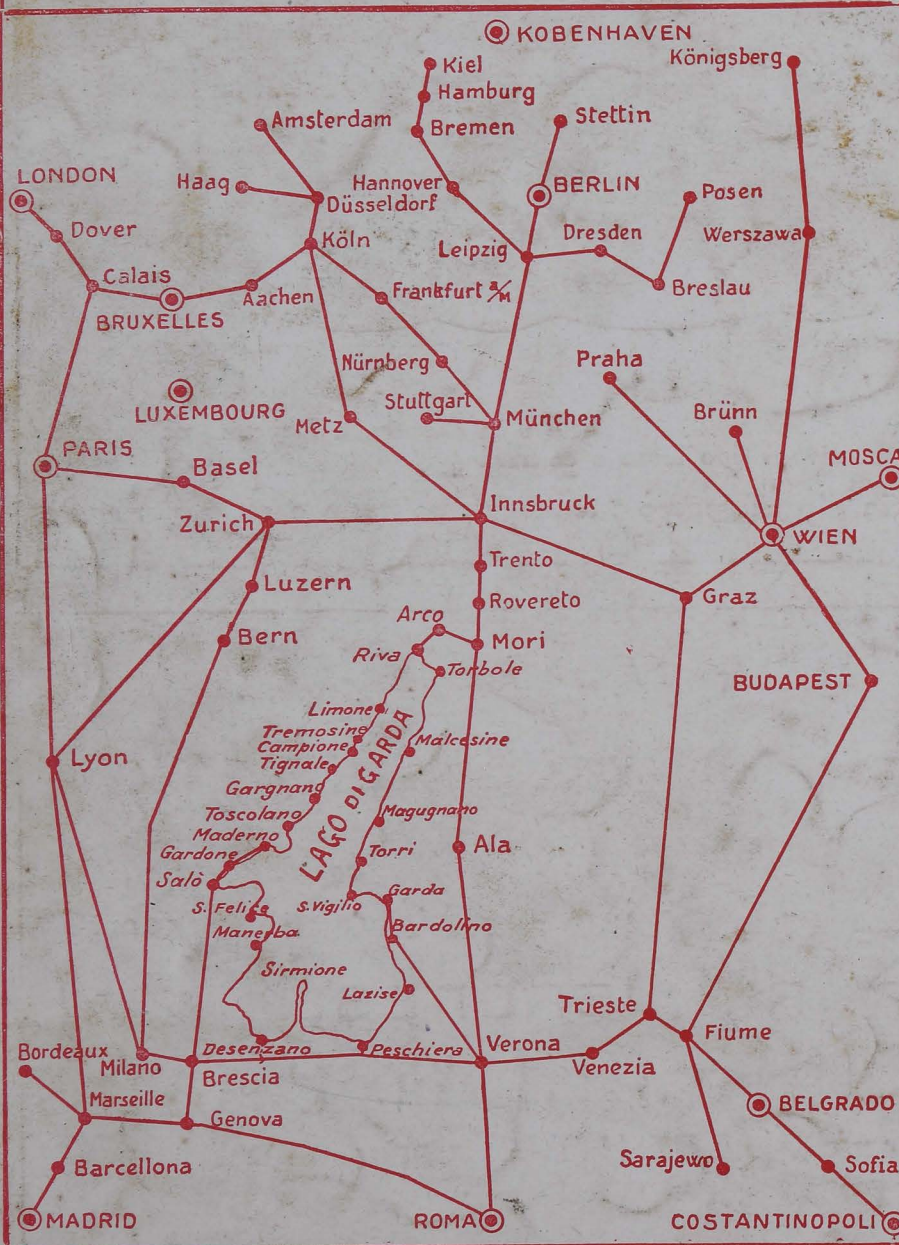 KOBENHAVEN
Kiel
Königsberg
Hamburg
Amsterdam
Bremen
Stettin
LONDON
Haag
Hannover
BERLIN
Posen
Düsseldorf
Dover
Köln
Leipzig
Dresden
Werszawa
Calais
Aachen
Frankfurt a/M
Breslau
BRUXELLES
Nürnberg
Praha
LUXEMBOURG
Stuttgart
München
Brünn
Metz
PARIS
Basel
MOSCA
Zurich
Innsbruck
WIEN
Trento
Luzern
Rovereto
Graz
Arco
Bern
Mori
Riva
Torbole
BUDAPEST
Limone
Tremosine
Campione
Malcesine
Lyon
Tignale
Gargnano
LAGO DI GARDA
Toscolano
Magugnano
Maderno
Ala
Gardone
Torri
Salò
Garda
S. Felice
S. Vigilio
Manerba
Bardolino
Sirmione
Lazise
Trieste
Fiume
Bordeaux
Milano
Desenzano
Peschiera
Verona
Venezia
Brescia
Marseille
Genova
BELGRADO
Barcellona
Sarajewo
Sofia
MADRID
ROMA
COSTANTINOPOLI